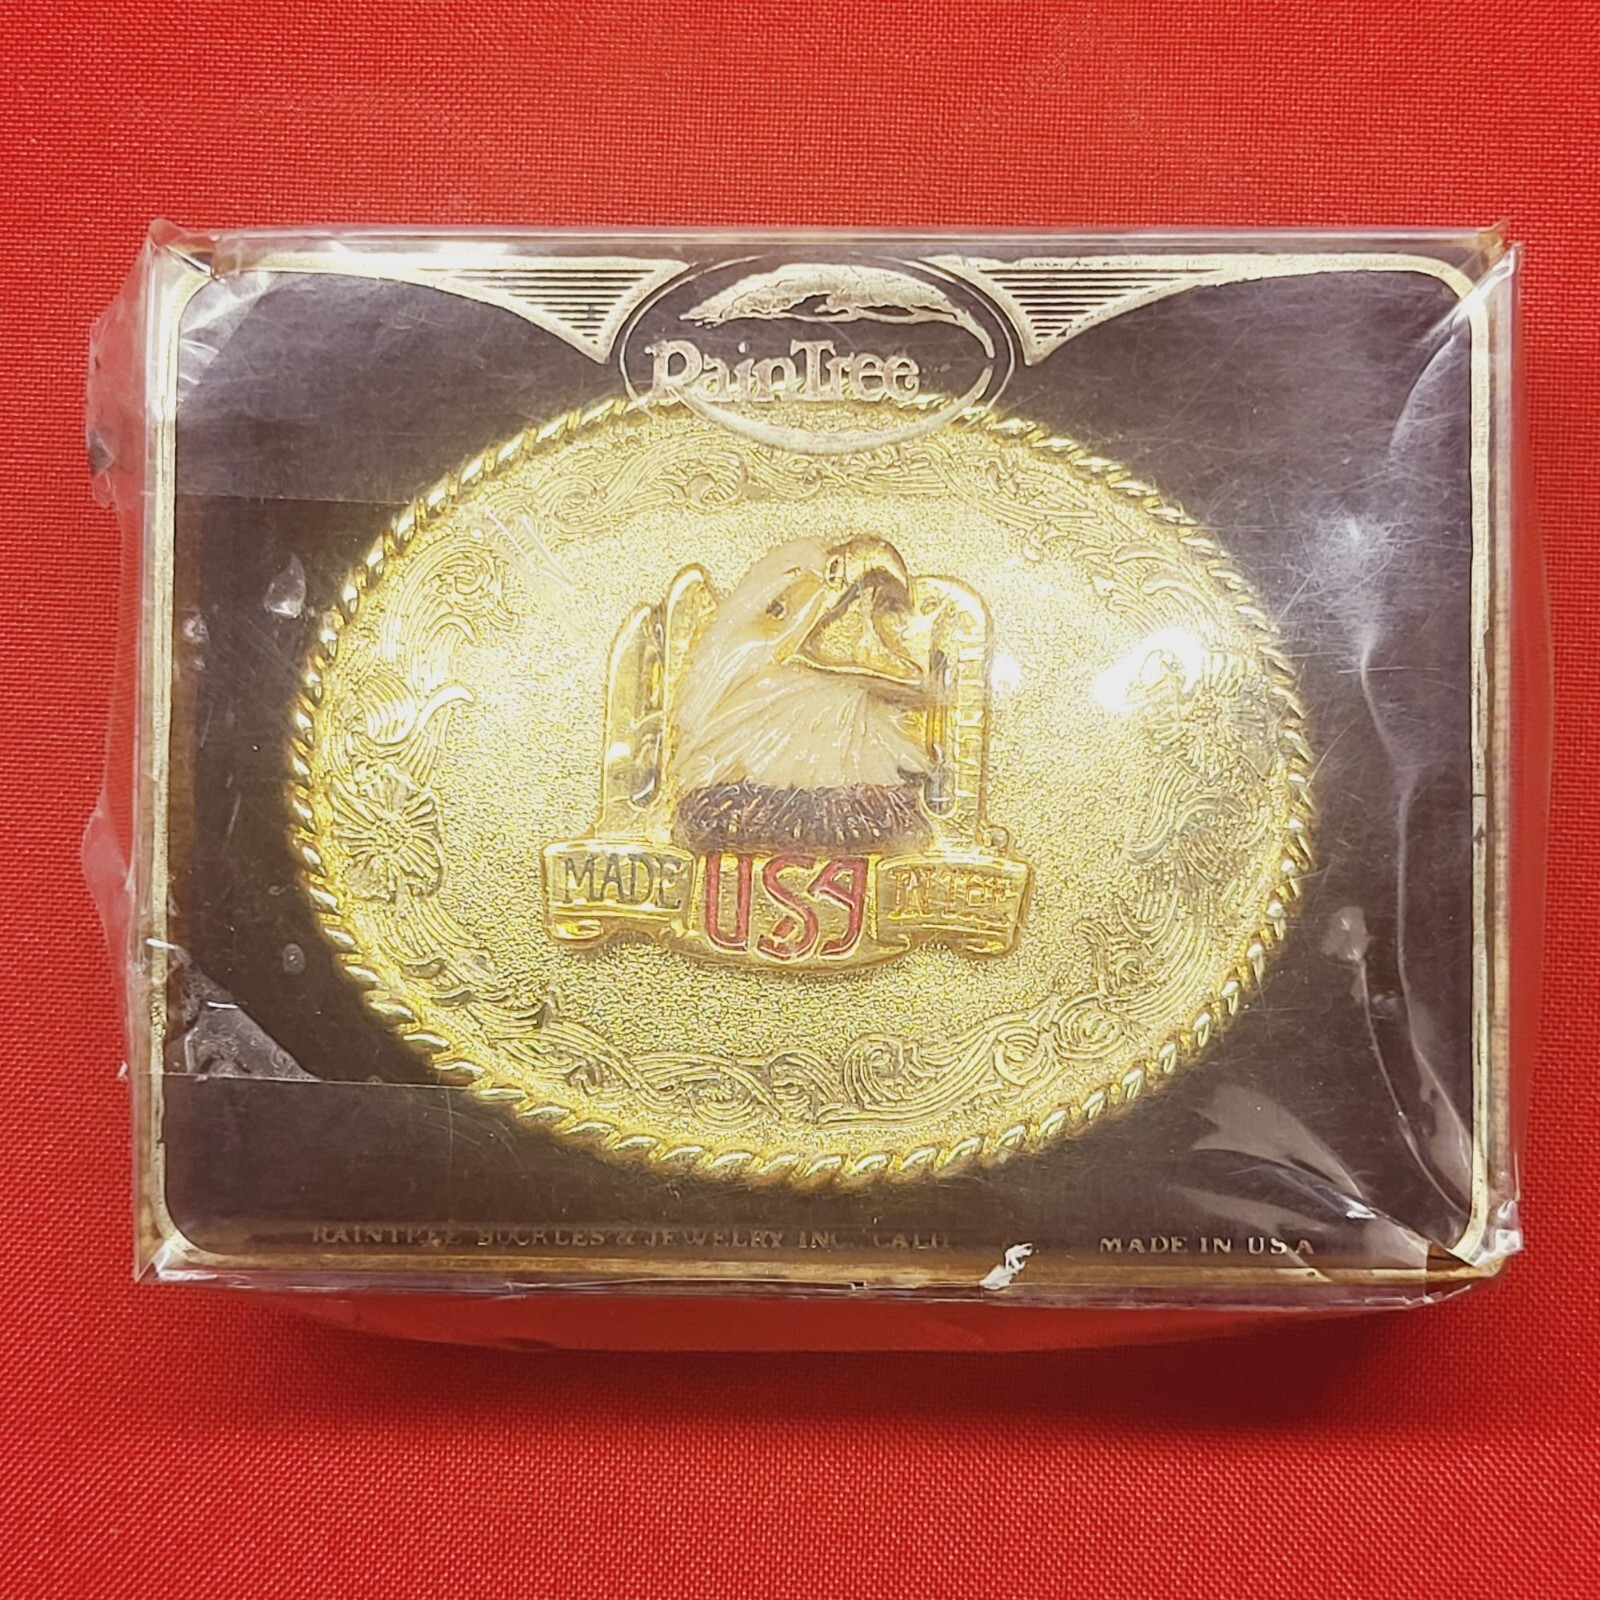 RainTree
MADE USA IN THE
RAINTREE BUCKLES & JEWELRY INC. CALIF. MADE IN USA